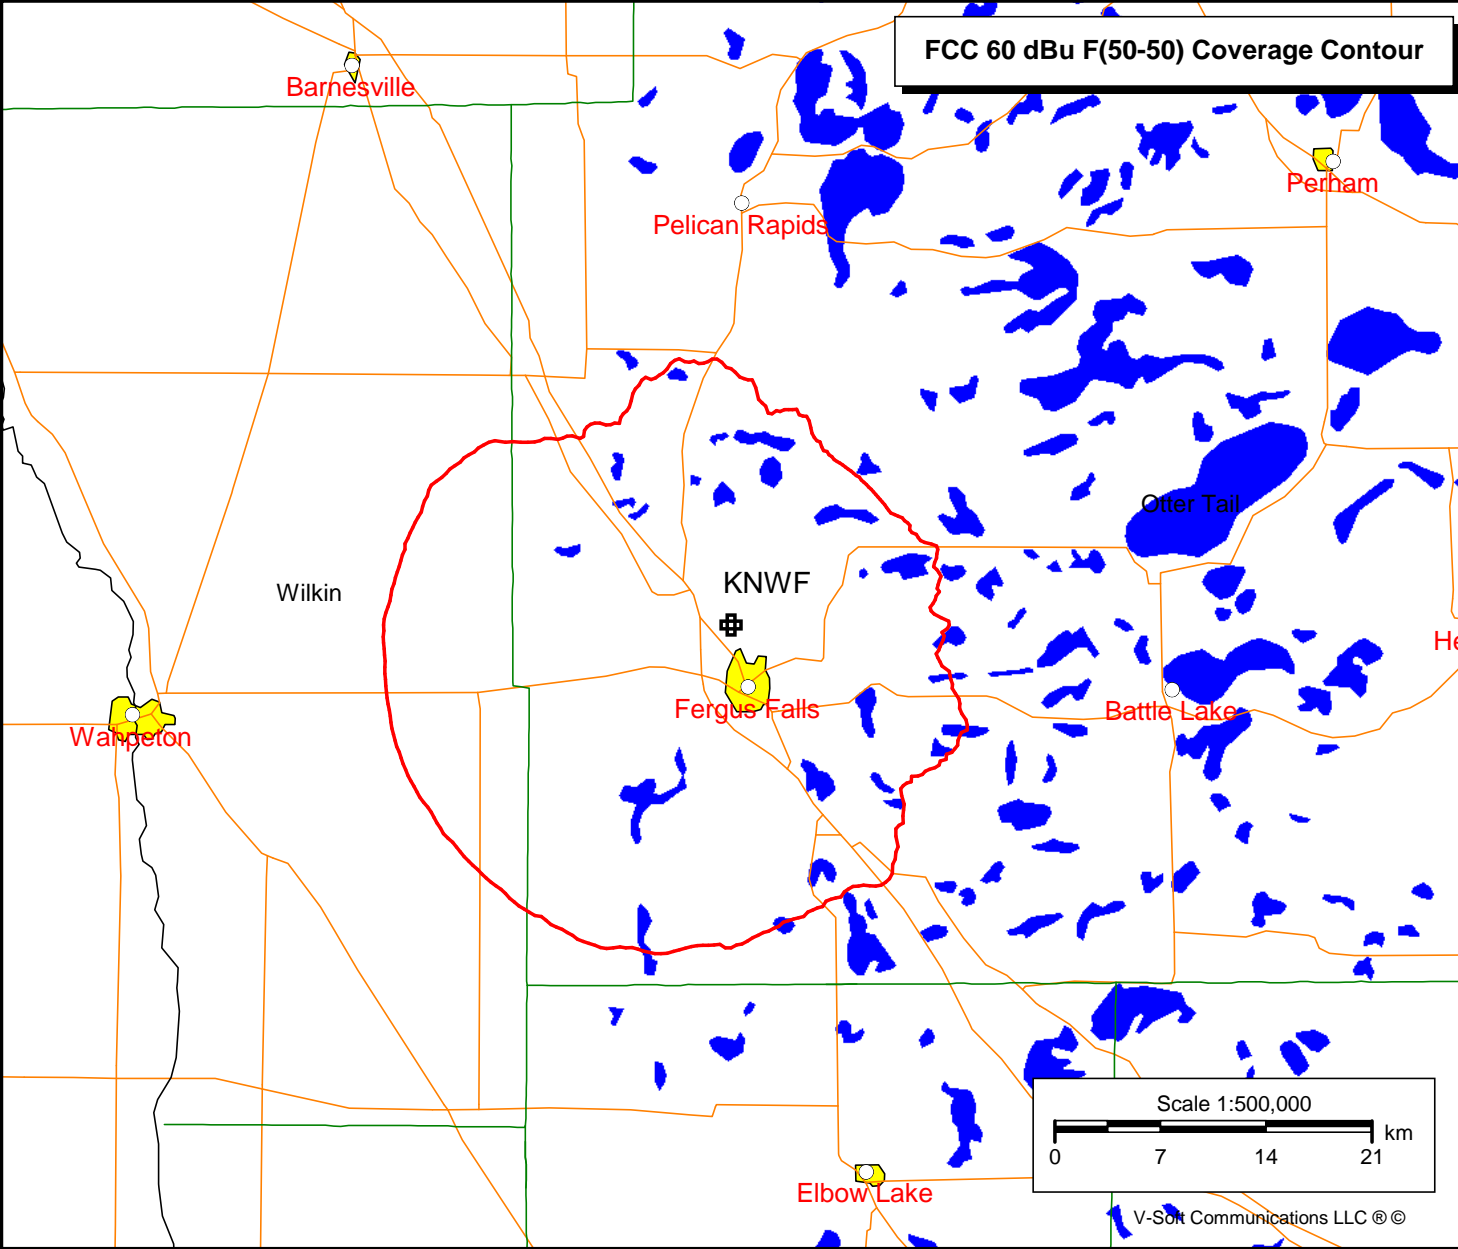 FCC 60 dBu F(50-50) Coverage Contour
Barnesville
Perham
Pelican Rapids
Otter Tail
KNWF
Wilkin
He
Fergus Falls
Battle Lake
Wahpeton
Scale 1:500,000
km
0 7 14 21
Elbow Lake
V-Soft Communications LLC ® ©